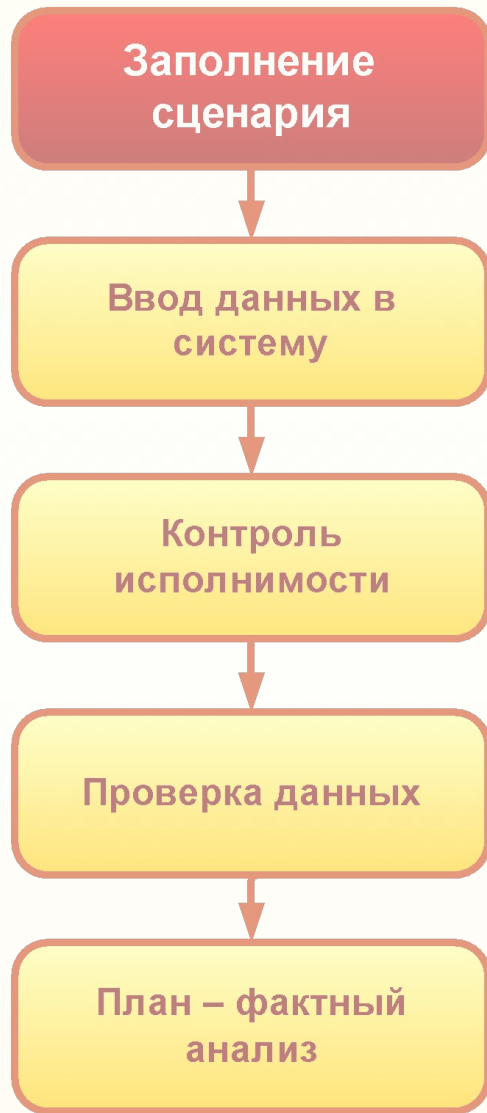 Заполнение
сценария
Ввод данных в
систему
Контроль
исполнимости
Проверка данных
План – фактный
анализ